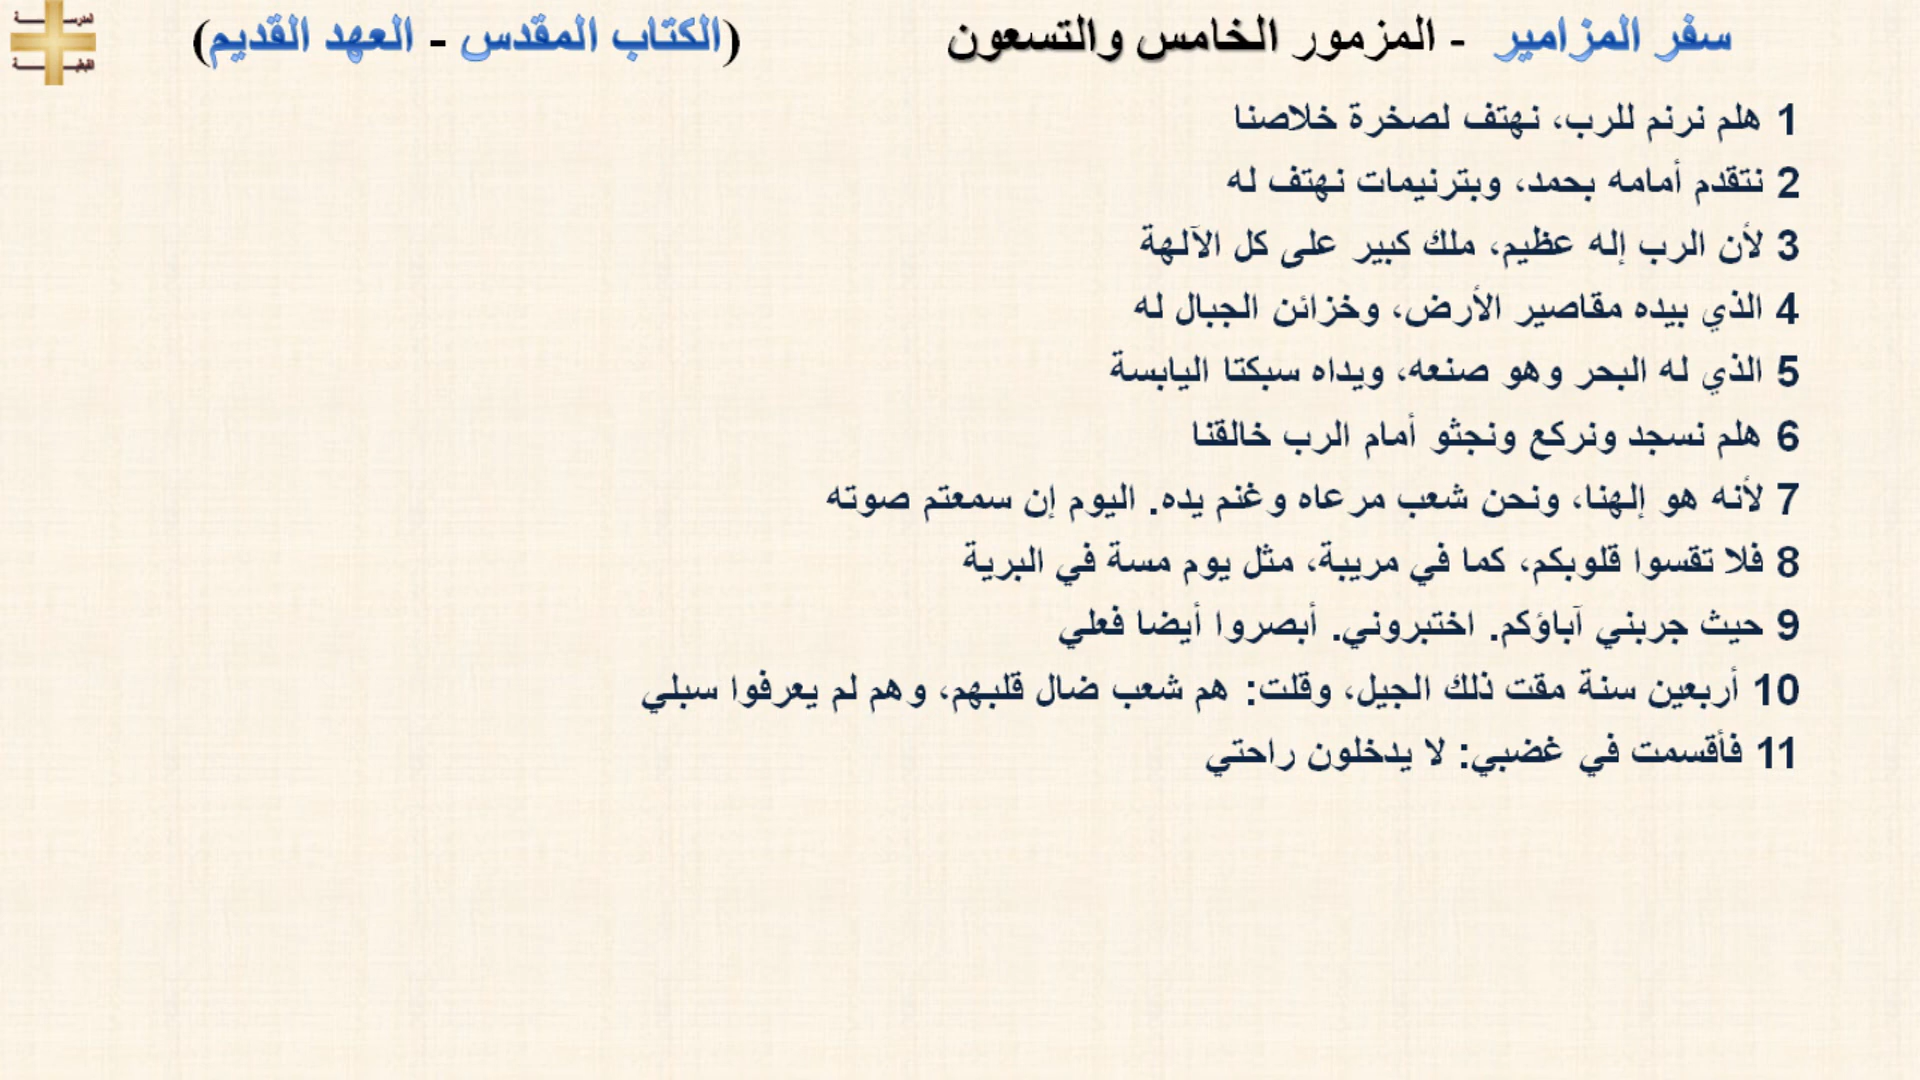 سفر المزامير - المزمور الخامس والتسعون (الكتاب المقدس - العهد القديم)
1 هلم نرنم للرب، نهتف لصخرة خلاصنا
2 نتقدم أمامه بحمد، وبترنيمات نهتف له
3 لأن الرب إله عظيم، ملك كبير على كل الآلهة
4 الذي بيده مقاصير الأرض، وخزائن الجبال له
5 الذي له البحر وهو صنعه، ويداه سبكتا اليابسة
6 هلم نسجد ونركع ونجثو أمام الرب خالقنا
7 لأنه هو إلهنا، ونحن شعب مرعاه وغنم يده. اليوم إن سمعتم صوته
8 فلا تقسوا قلوبكم، كما في مريبة، مثل يوم مسة في البرية
9 حيث جربني آباؤكم. اختبروني. أبصروا أيضا فعلي
10 أربعين سنة مقت ذلك الجيل، وقلت: هم شعب ضال قلبهم، وهم لم يعرفوا سبلي
11 فأقسمت في غضبي: لا يدخلون راحتي